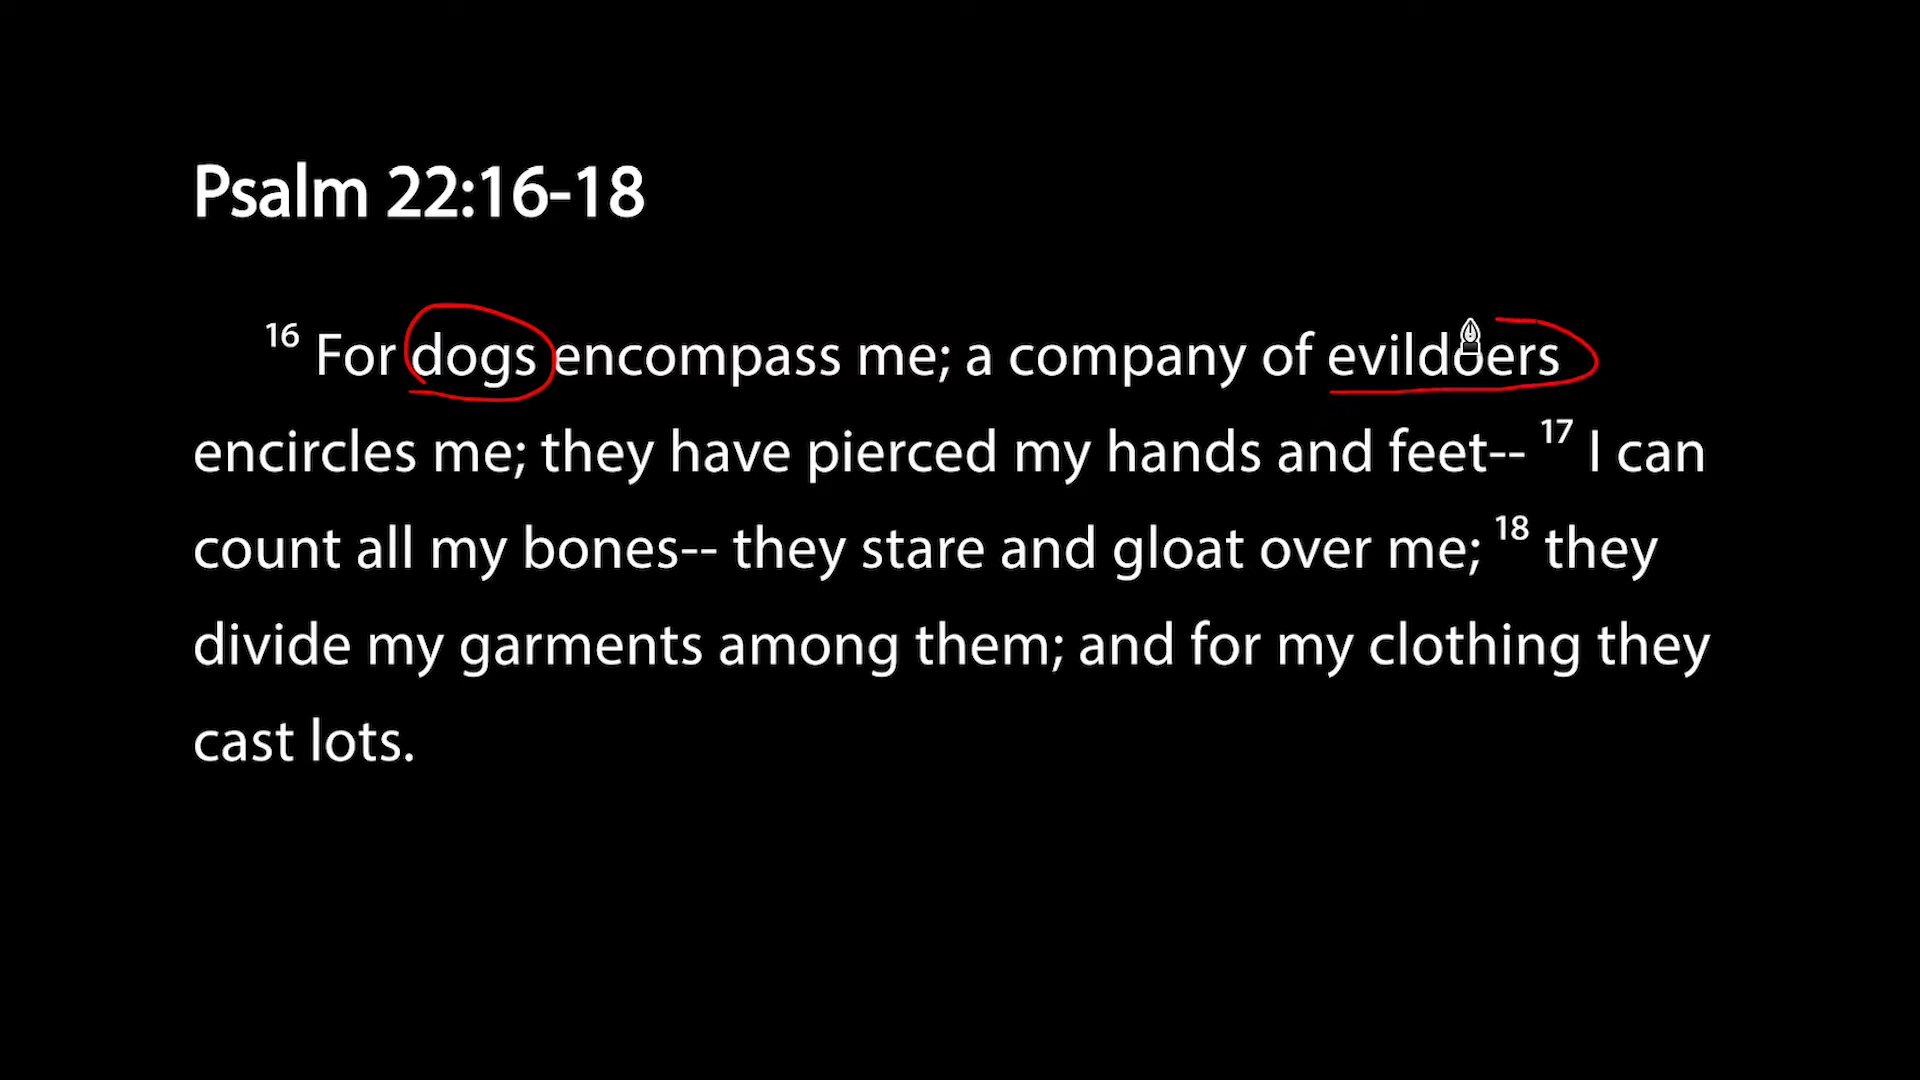 Psalm 22:16-18
16 For dogs encompass me; a company of evildoers
encircles me; they have pierced my hands and feet-- 17 I can
count all my bones-- they stare and gloat over me; 18 they
divide my garments among them; and for my clothing they
cast lots.